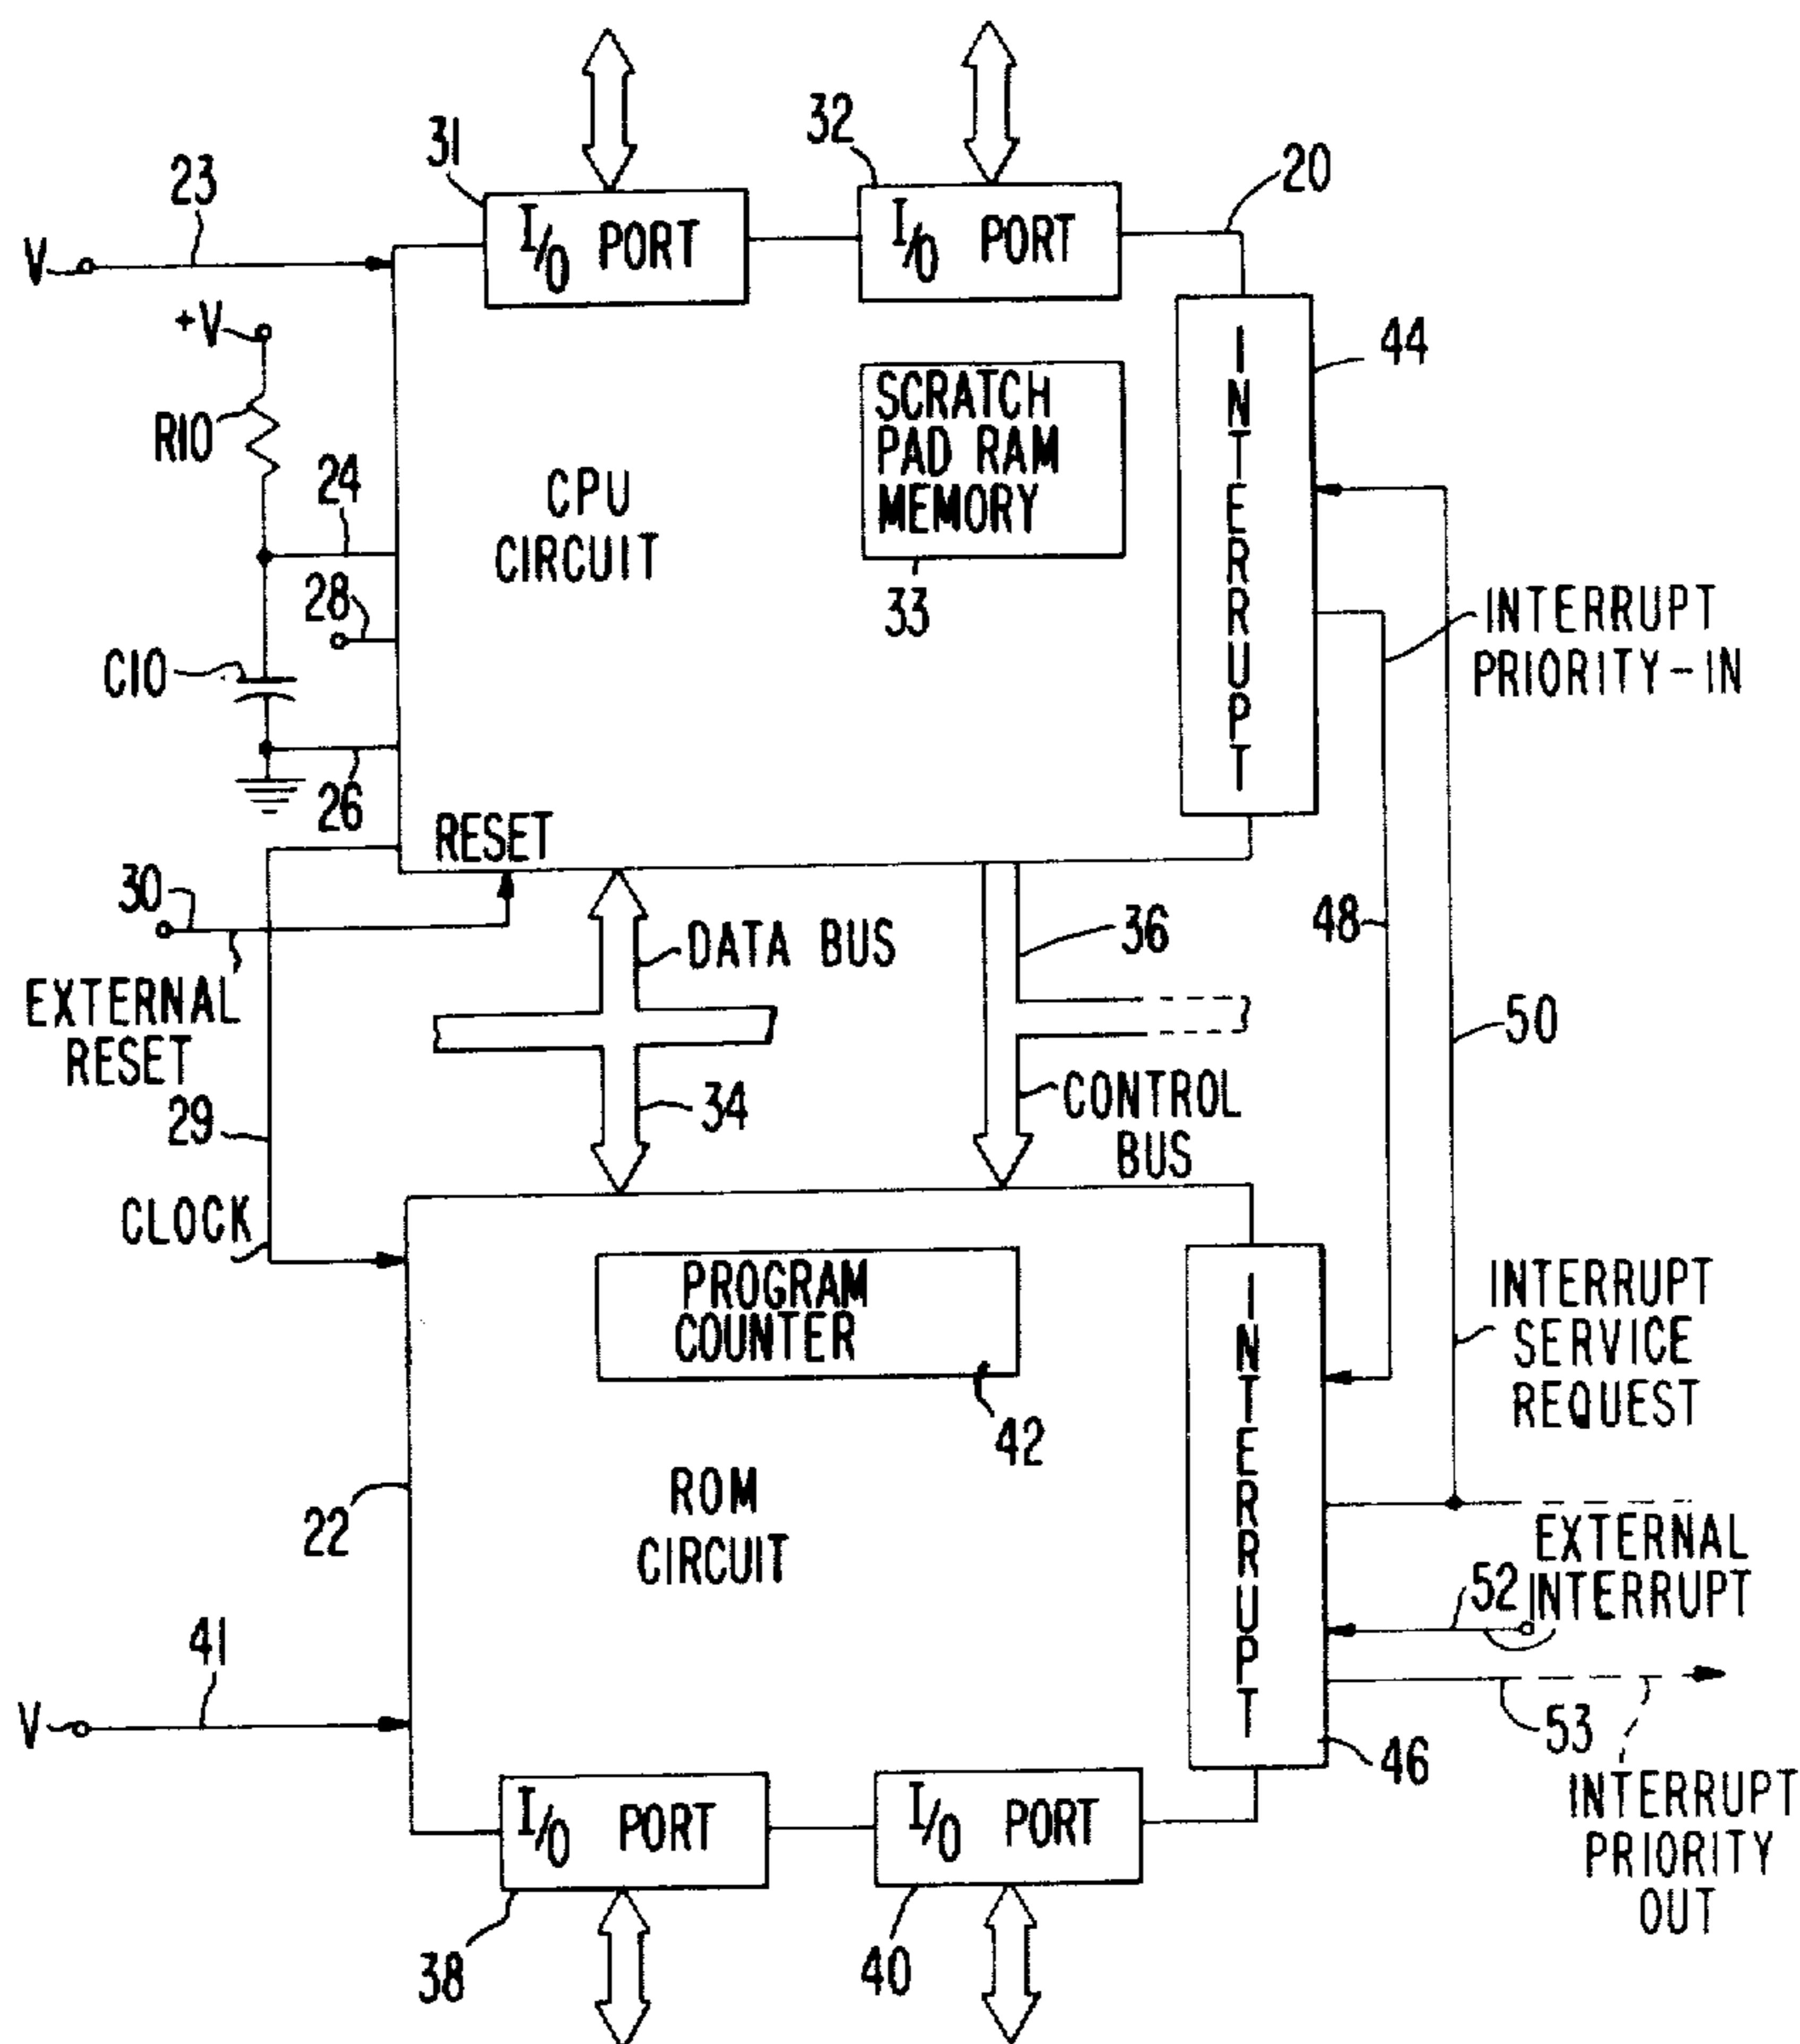 31
32
20
23
V
I/O PORT
I/O PORT
+V
44
R10
SCRATCH
PAD RAM
MEMORY
24
CPU
CIRCUIT
28
33
INTERRUPT
INTERRUPT
PRIORITY-IN
C10
26
RESET
30
DATA BUS
36
48
EXTERNAL
RESET
50
29
34
CONTROL
BUS
CLOCK
PROGRAM
COUNTER
INTERRUPT
SERVICE
REQUEST
42
INTERRUPT
22
ROM
CIRCUIT
EXTERNAL
INTERRUPT
52
41
V
53
46
I/O PORT
I/O PORT
INTERRUPT
PRIORITY
OUT
38
40